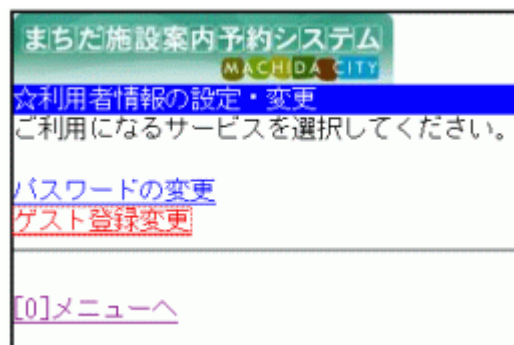 まちだ施設案内予約システム
MACHIDA CITY
☆利用者情報の設定・変更
ご利用になるサービスを選択してください。
パスワードの変更
ゲスト登録変更
[0]メニューへ